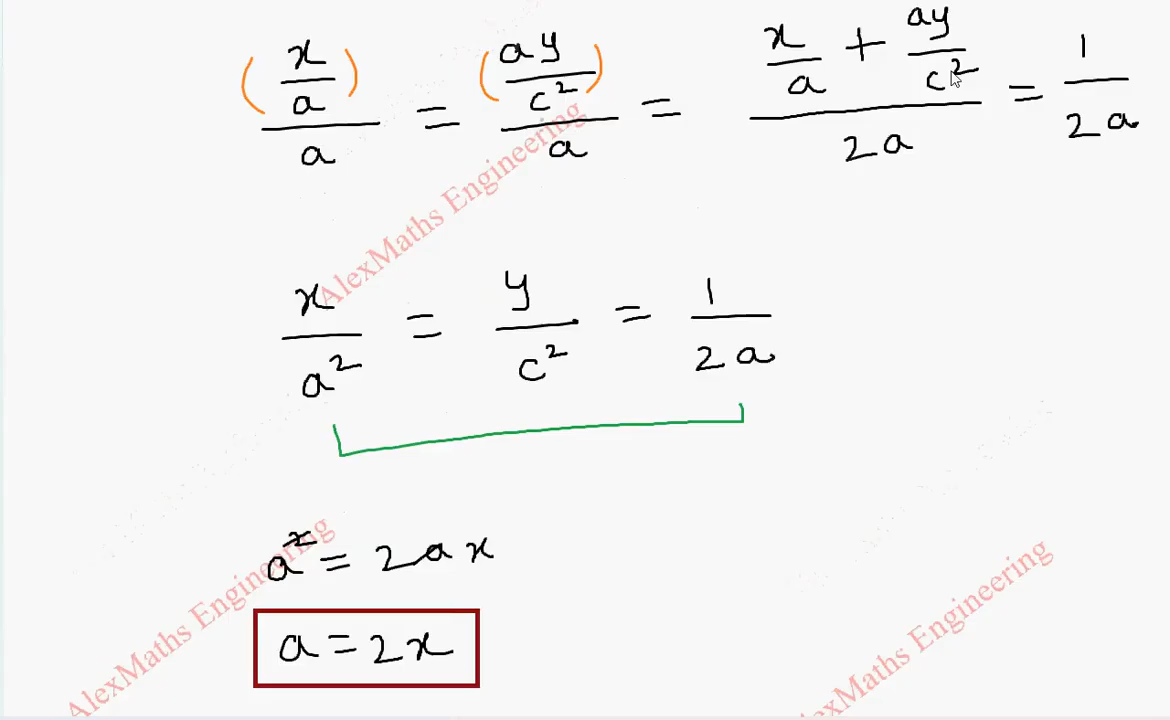 (x/a)/a = (ay/c²)/a = (x/a + ay/c²)/2a = 1/2a
x/a² = y/c² = 1/2a
a² = 2ax
a = 2x
AlexMaths Engineering
AlexMaths Engineering
AlexMaths Engineering